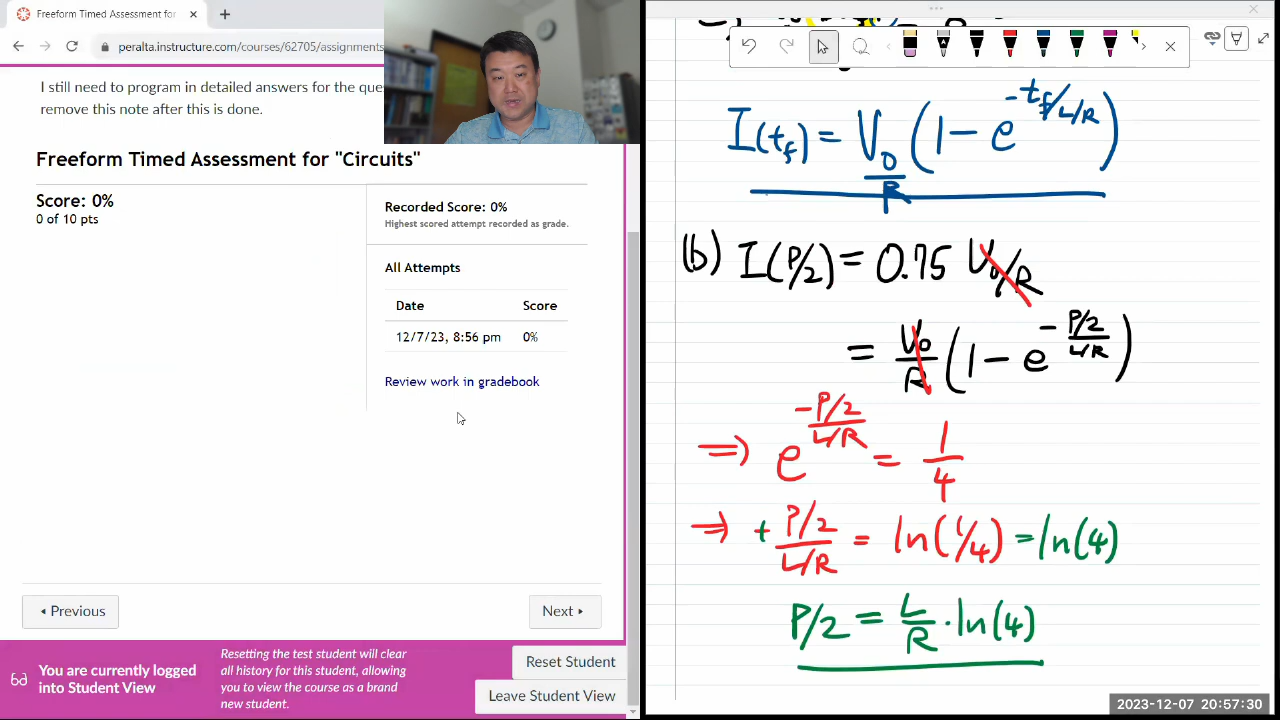 Freeform Timed Assessment for
peralta.instructure.com/courses/62705/assignments
I still need to program in detailed answers for the que
remove this note after this is done.
Freeform Timed Assessment for "Circuits"
Score: 0%
0 of 10 pts
Recorded Score: 0%
Highest scored attempt recorded as grade.
All Attempts
Date Score
12/7/23, 8:56 pm 0%
Review work in gradebook
Previous Next
You are currently logged
into Student View
Resetting the test student will clear
all history for this student, allowing
you to view the course as a brand
new student.
Reset Student
Leave Student View
I(t_f) = V_0/R (1 - e^{-t_f/L/R})
(b) I(P/2) = 0.75 V_0/R
= V_0/R (1 - e^{-P/2 / L/R})
⇒ e^{-P/2 / L/R} = 1/4
⇒ + P/2 / L/R = ln(1/4) = ln(4)
P/2 = L/R · ln(4)
2023-12-07 20:57:30